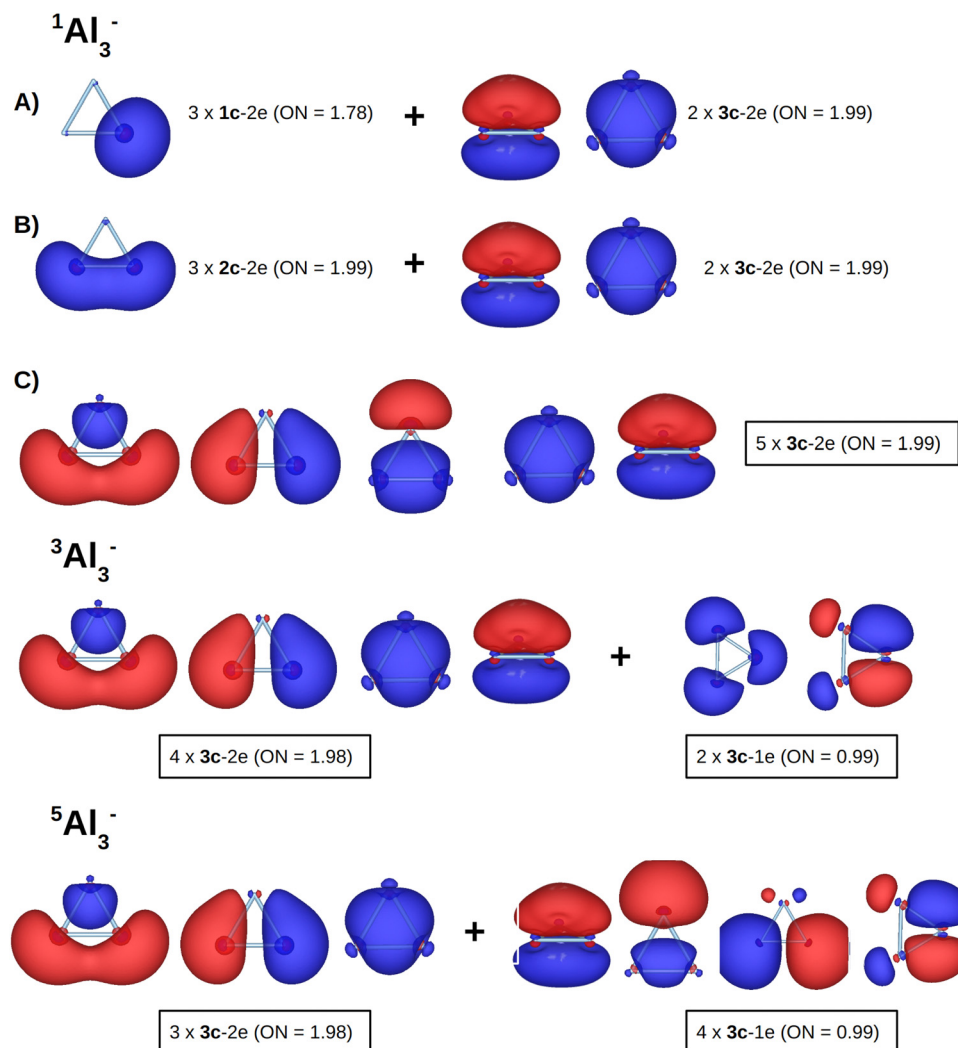 ¹Al₃⁻
A)
3 x 1c-2e (ON = 1.78)
+
2 x 3c-2e (ON = 1.99)
B)
3 x 2c-2e (ON = 1.99)
+
2 x 3c-2e (ON = 1.99)
C)
5 x 3c-2e (ON = 1.99)
³Al₃⁻
+
4 x 3c-2e (ON = 1.98)
2 x 3c-1e (ON = 0.99)
⁵Al₃⁻
+
3 x 3c-2e (ON = 1.98)
4 x 3c-1e (ON = 0.99)